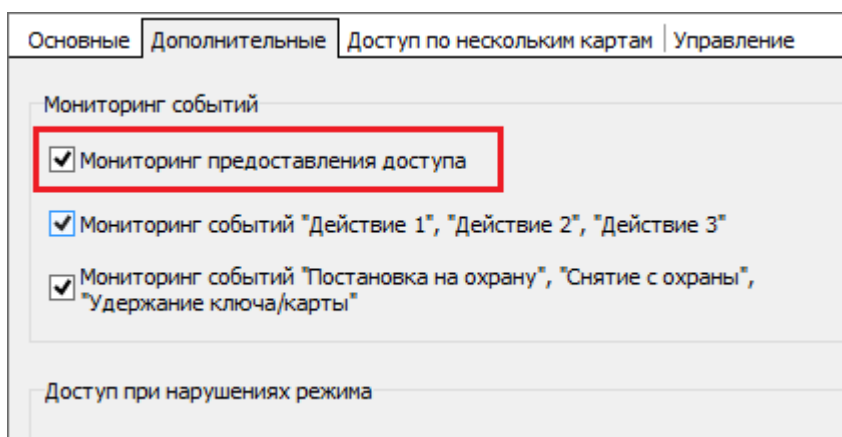 Основные Дополнительные Доступ по нескольким картам Управление
Мониторинг событий
Мониторинг предоставления доступа
Мониторинг событий "Действие 1", "Действие 2", "Действие 3"
Мониторинг событий "Постановка на охрану", "Снятие с охраны",
"Удержание ключа/карты"
Доступ при нарушениях режима